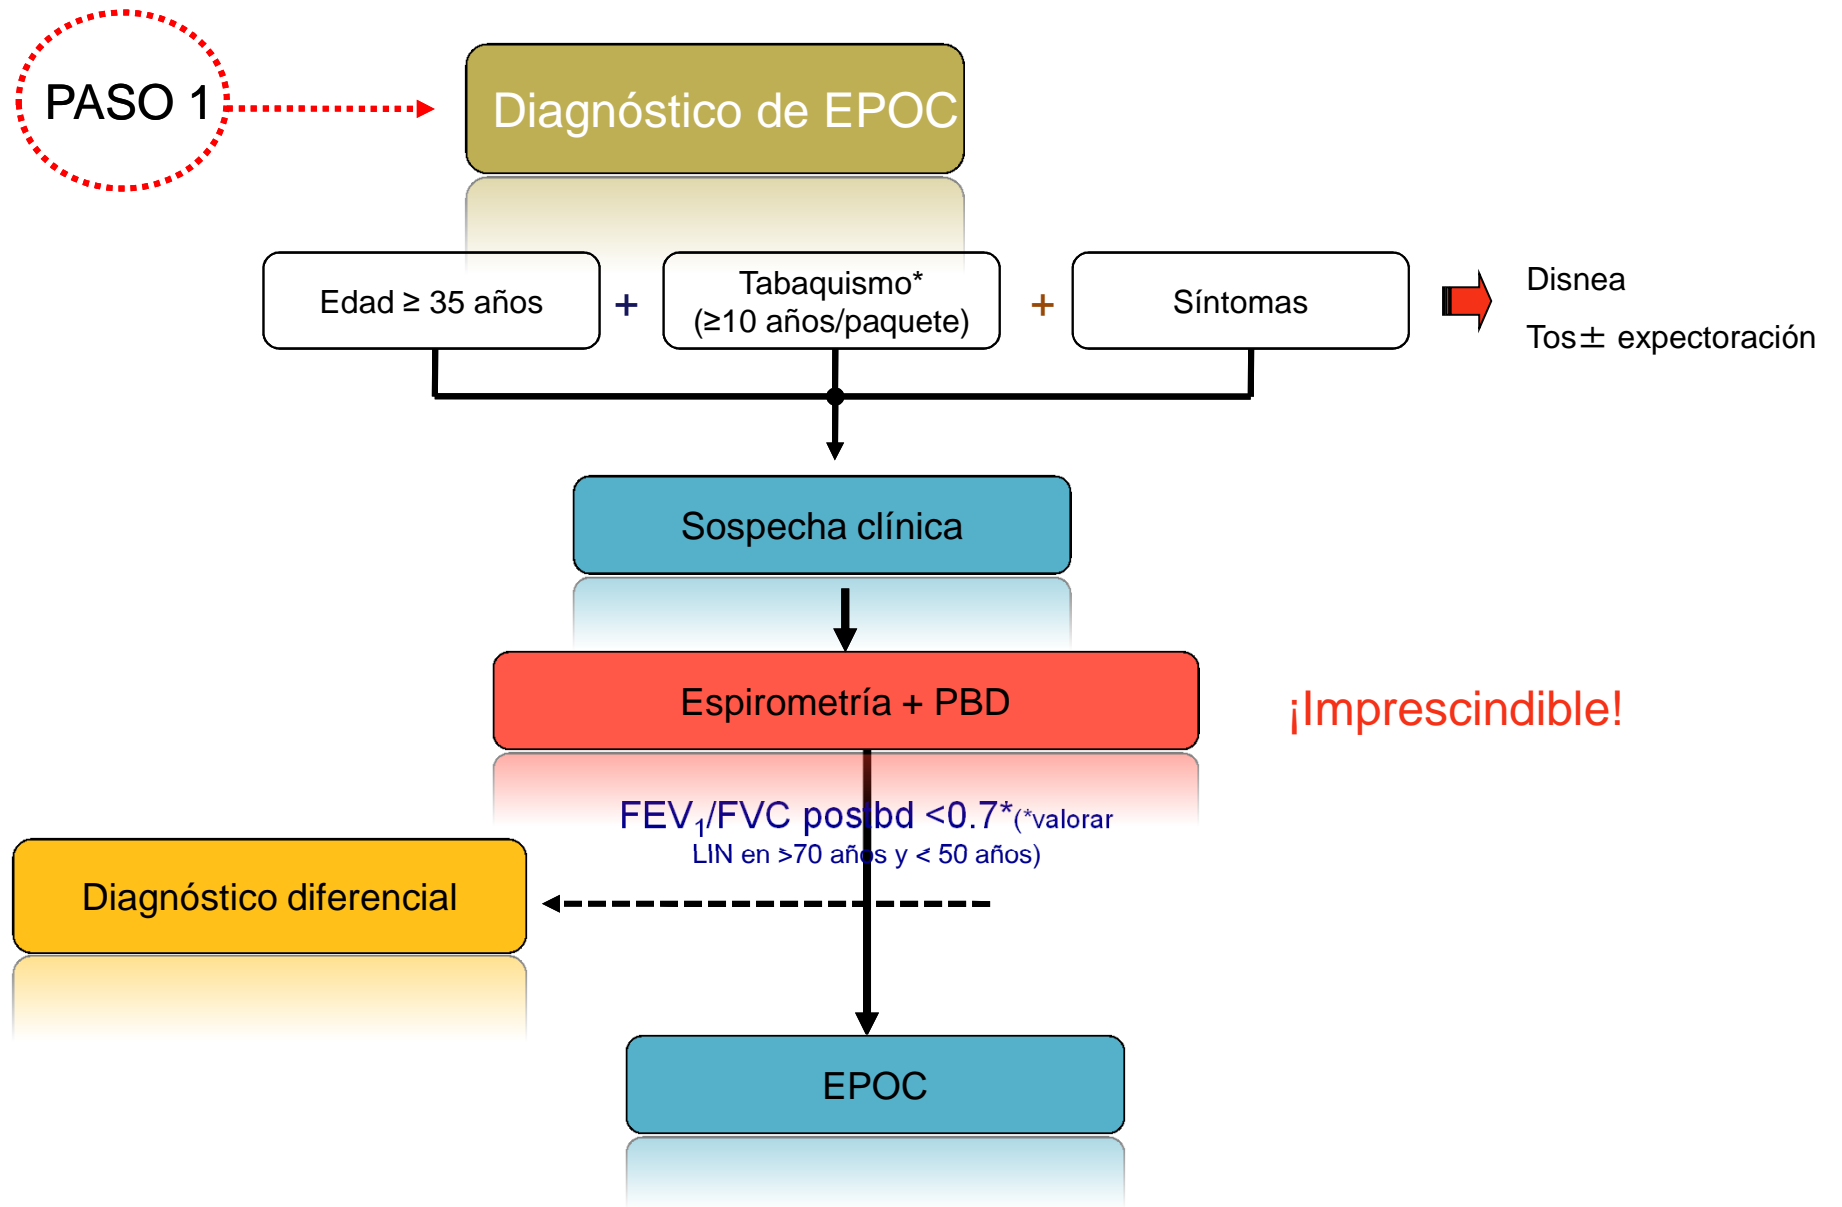 PASO 1
Diagnóstico de EPOC
Edad ≥ 35 años
+
Tabaquismo*
(≥10 años/paquete)
+
Síntomas
Disnea
Tos± expectoración
Sospecha clínica
Espirometría + PBD
¡Imprescindible!
FEV₁/FVC postbd <0.7*(*valorar
LIN en >70 años y < 50 años)
Diagnóstico diferencial
EPOC